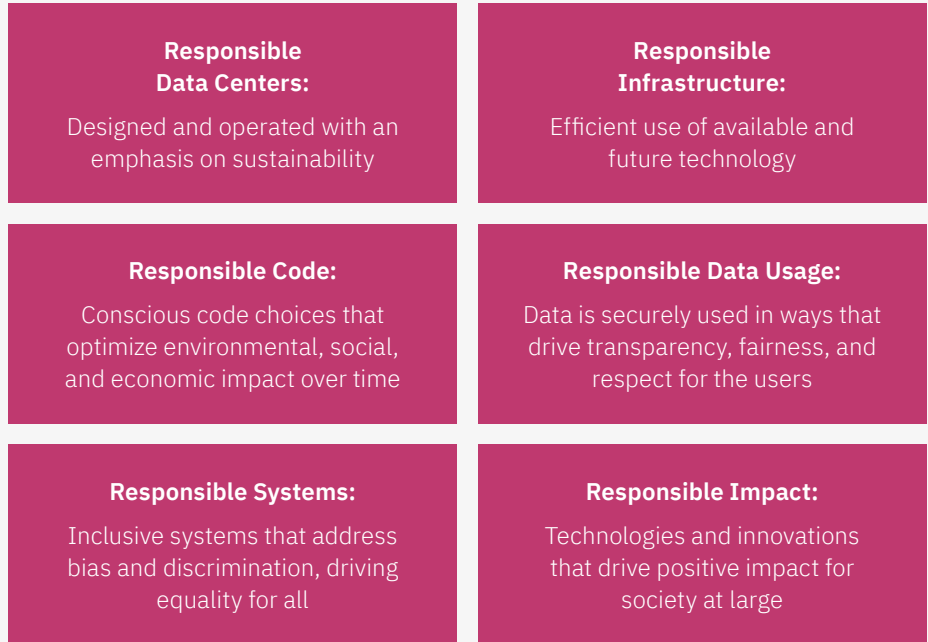 Responsible
Data Centers:
Designed and operated with an
emphasis on sustainability
Responsible
Infrastructure:
Efficient use of available and
future technology
Responsible Code:
Conscious code choices that
optimize environmental, social,
and economic impact over time
Responsible Data Usage:
Data is securely used in ways that
drive transparency, fairness, and
respect for the users
Responsible Systems:
Inclusive systems that address
bias and discrimination, driving
equality for all
Responsible Impact:
Technologies and innovations
that drive positive impact for
society at large